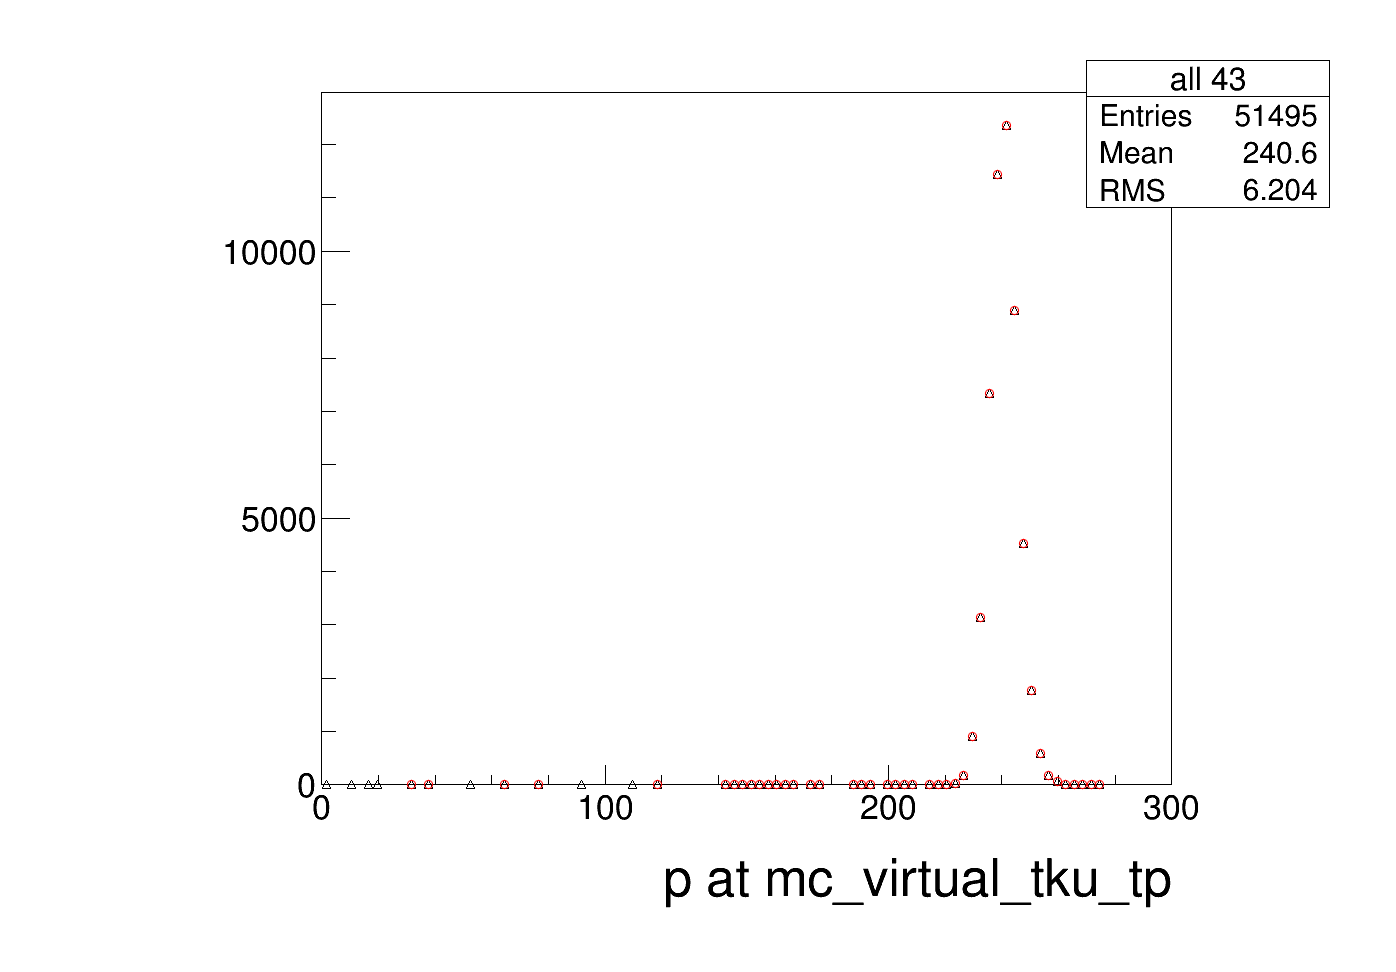 all 43
Entries 51495
Mean 240.6
RMS 6.204
10000
5000
0
0 100 200 300
p at mc_virtual_tku_tp